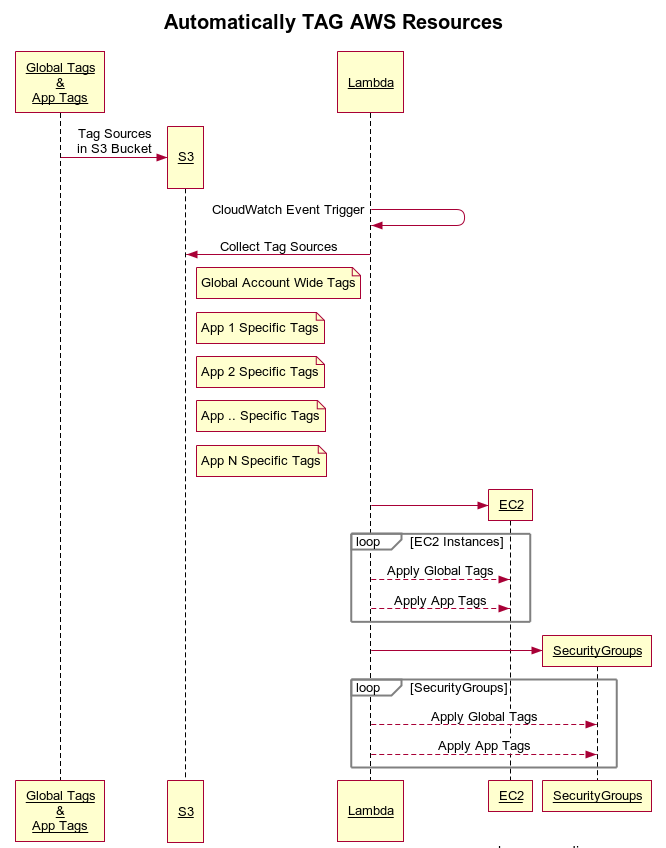 Automatically TAG AWS Resources
Global Tags
&
App Tags
Lambda
Tag Sources
in S3 Bucket
S3
CloudWatch Event Trigger
Collect Tag Sources
Global Account Wide Tags
App 1 Specific Tags
App 2 Specific Tags
App .. Specific Tags
App N Specific Tags
EC2
loop [EC2 Instances]
Apply Global Tags
Apply App Tags
SecurityGroups
loop [SecurityGroups]
Apply Global Tags
Apply App Tags
Global Tags
&
App Tags
S3
Lambda
EC2
SecurityGroups